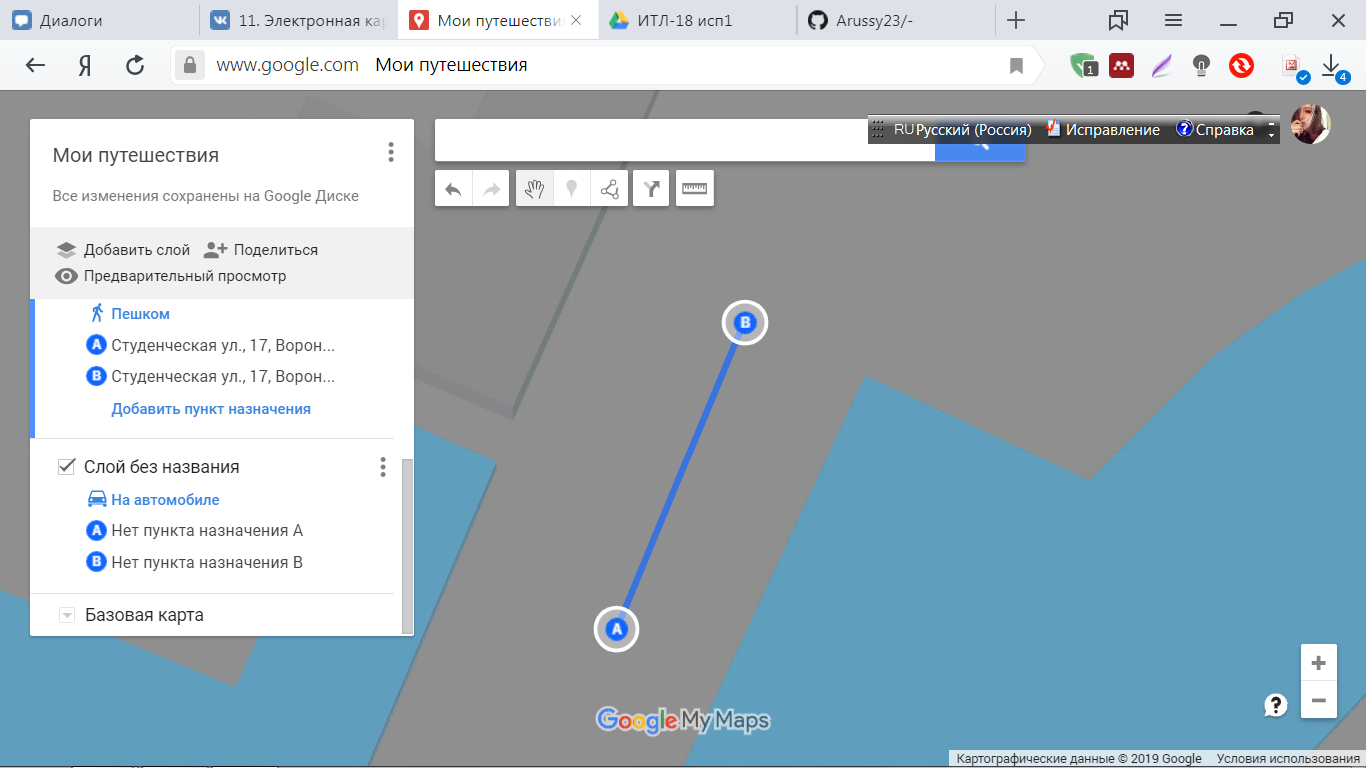 Диалоги
11. Электронная ка
Мои путешестви
ИТЛ-18 исп1
Arussy23/-
Я
www.google.com Мои путешествия
1
4
RU Русский (Россия) Исправление Справка
Мои путешествия
Все изменения сохранены на Google Диске
Добавить слой Поделиться
Предварительный просмотр
Пешком
A Студенческая ул., 17, Ворон...
B Студенческая ул., 17, Ворон...
Добавить пункт назначения
Слой без названия
На автомобиле
A Нет пункта назначения A
B Нет пункта назначения B
Базовая карта
B
A
Google My Maps
+
?
−
Картографические данные © 2019 Google Условия использования